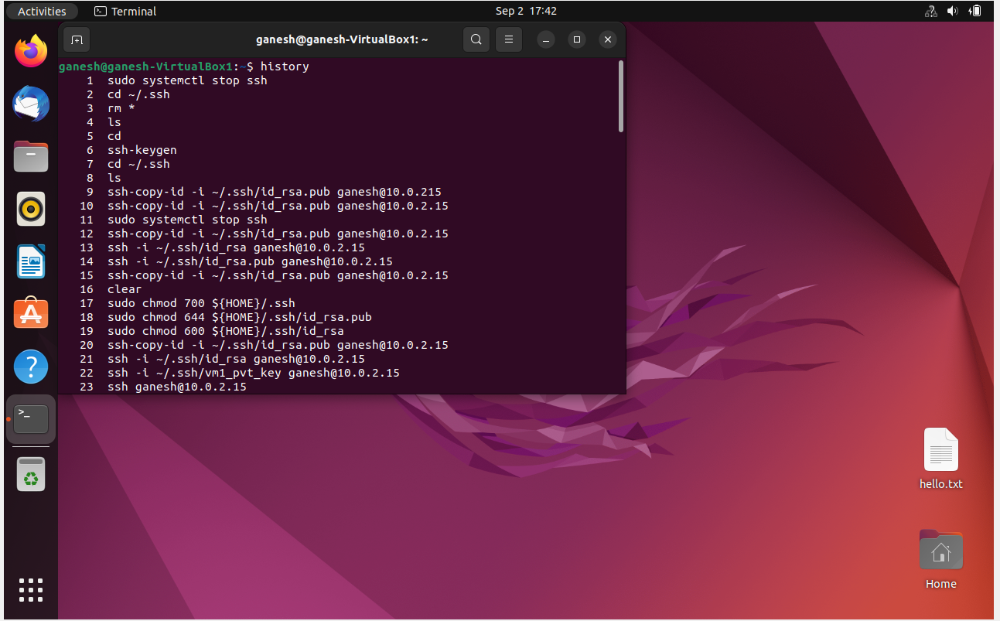 Activities Terminal Sep 2 17:42
ganesh@ganesh-VirtualBox1: ~
ganesh@ganesh-VirtualBox1:~$ history
1 sudo systemctl stop ssh
2 cd ~/.ssh
3 rm *
4 ls
5 cd
6 ssh-keygen
7 cd ~/.ssh
8 ls
9 ssh-copy-id -i ~/.ssh/id_rsa.pub ganesh@10.0.215
10 ssh-copy-id -i ~/.ssh/id_rsa.pub ganesh@10.0.2.15
11 sudo systemctl stop ssh
12 ssh-copy-id -i ~/.ssh/id_rsa.pub ganesh@10.0.2.15
13 ssh -i ~/.ssh/id_rsa ganesh@10.0.2.15
14 ssh -i ~/.ssh/id_rsa.pub ganesh@10.0.2.15
15 ssh-copy-id -i ~/.ssh/id_rsa.pub ganesh@10.0.2.15
16 clear
17 sudo chmod 700 ${HOME}/.ssh
18 sudo chmod 644 ${HOME}/.ssh/id_rsa.pub
19 sudo chmod 600 ${HOME}/.ssh/id_rsa
20 ssh-copy-id -i ~/.ssh/id_rsa.pub ganesh@10.0.2.15
21 ssh -i ~/.ssh/id_rsa ganesh@10.0.2.15
22 ssh -i ~/.ssh/vm1_pvt_key ganesh@10.0.2.15
23 ssh ganesh@10.0.2.15
hello.txt
Home